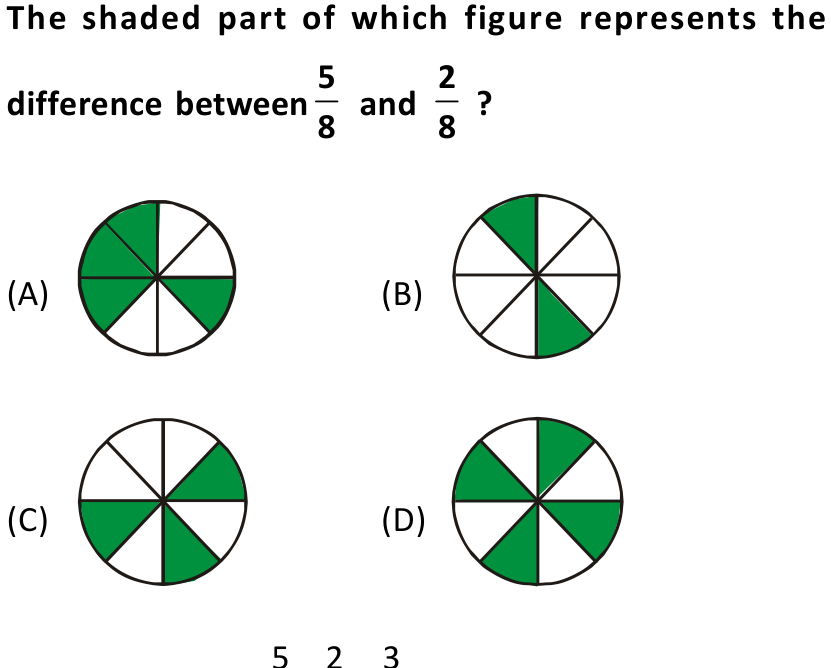 The shaded part of which figure represents the
difference between 5/8 and 2/8 ?
(A) (B)
(C) (D)
5 2 3